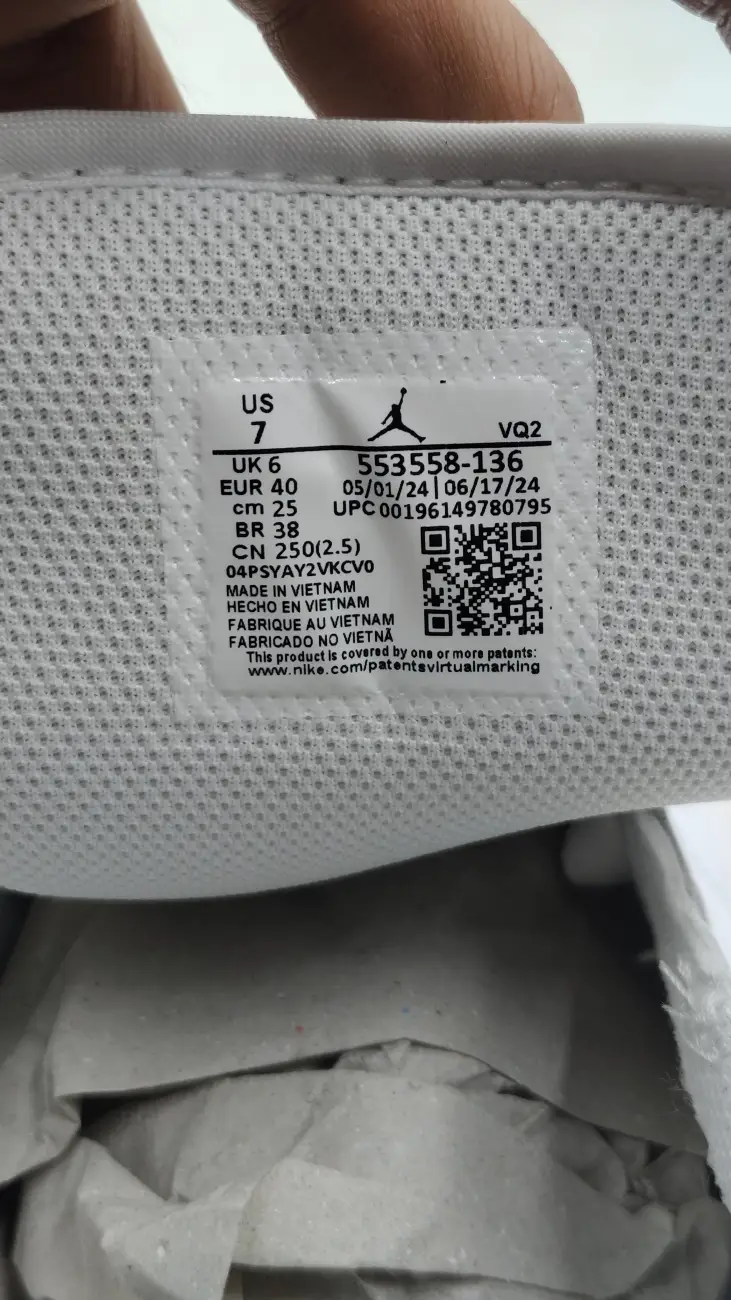 US
7
VQ2
UK 6
553558-136
EUR 40
05/01/24|06/17/24
cm 25
UPC 00196149780795
BR 38
CN 250(2.5)
04PSYAY2VKCV0
MADE IN VIETNAM
HECHO EN VIETNAM
FABRIQUE AU VIETNAM
FABRICADO NO VIETNÃ
This product is covered by one or more patents:
www.nike.com/patentsvirtualmarking